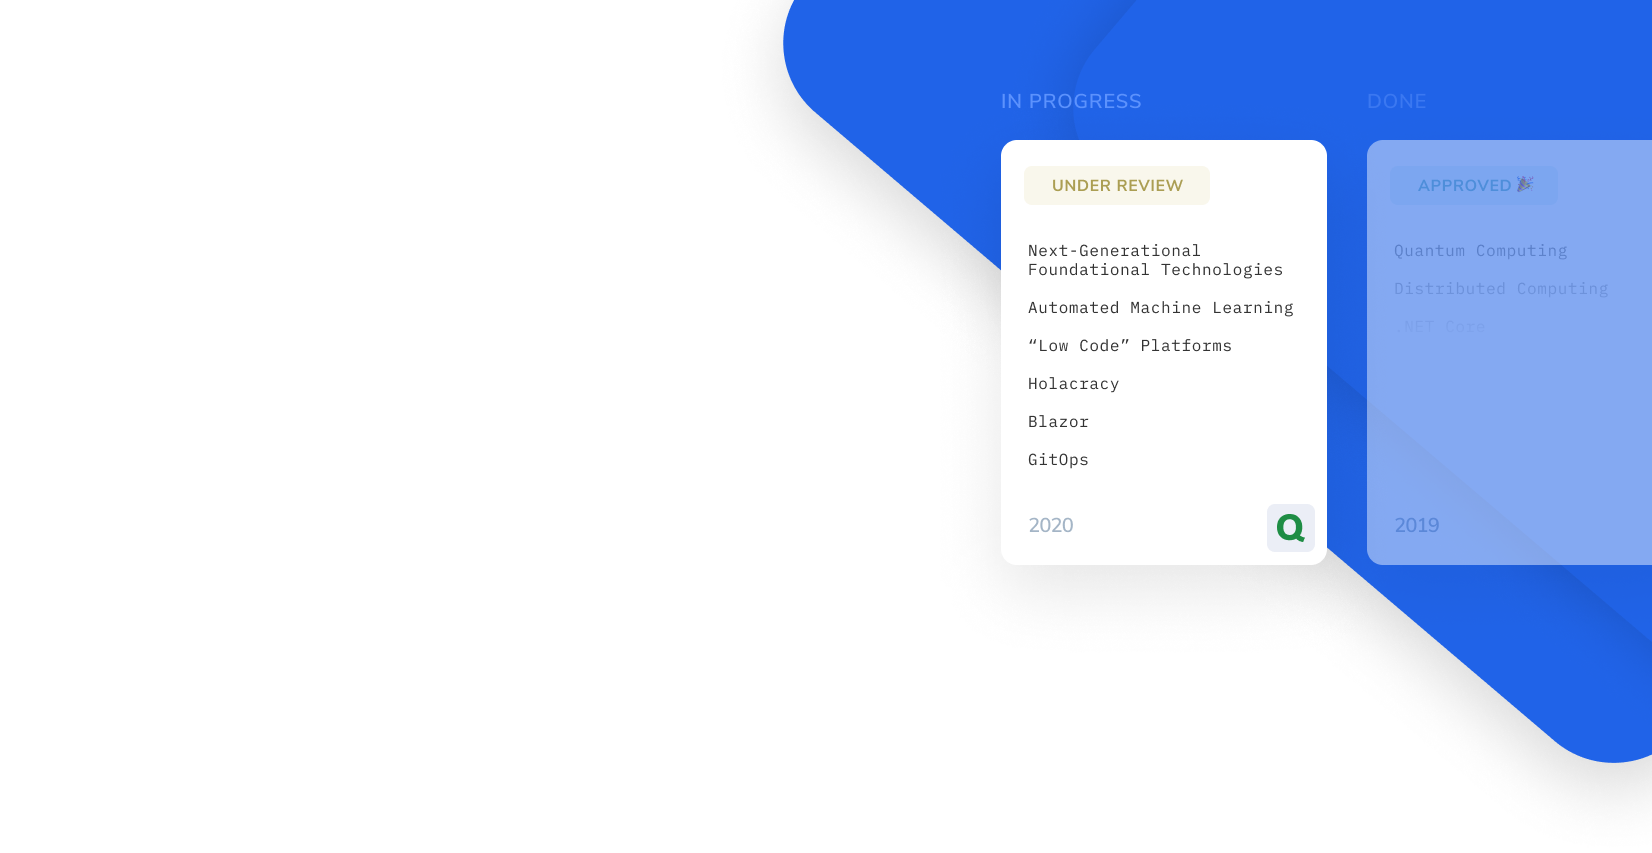 IN PROGRESS
UNDER REVIEW
Next-Generational
Foundational Technologies
Automated Machine Learning
“Low Code” Platforms
Holacracy
Blazor
GitOps
2020
Q
DONE
APPROVED 🎉
Quantum Computing
Distributed Computing
.NET Core
2019